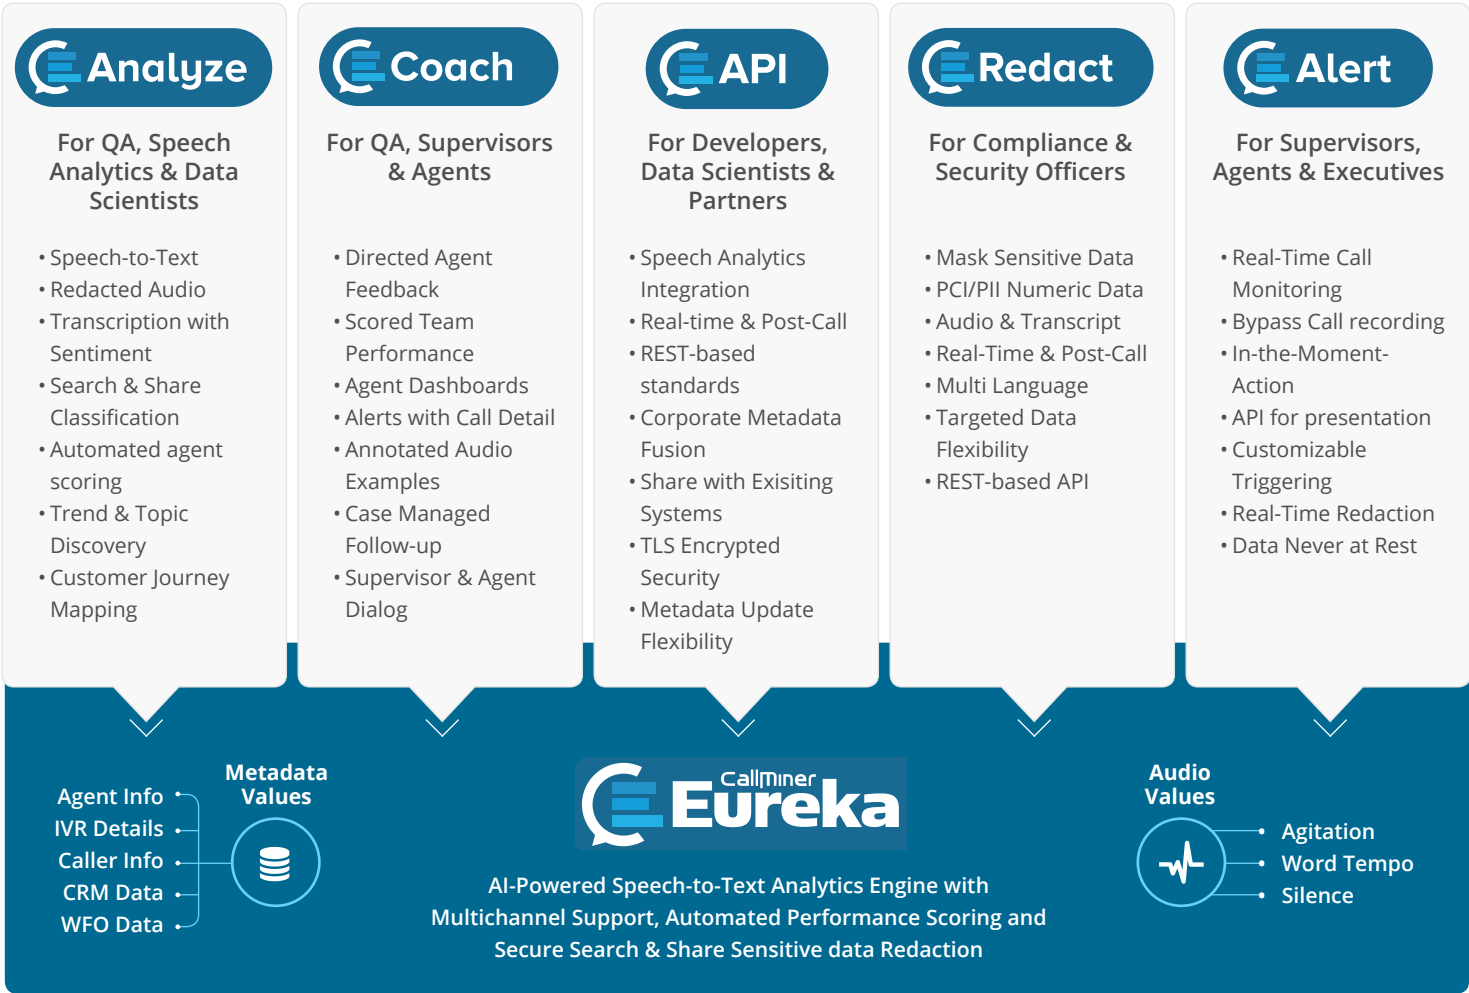 Analyze
For QA, Speech
Analytics & Data
Scientists
• Speech-to-Text
• Redacted Audio
• Transcription with
Sentiment
• Search & Share
Classification
• Automated agent
scoring
• Trend & Topic
Discovery
• Customer Journey
Mapping
Coach
For QA, Supervisors
& Agents
• Directed Agent
Feedback
• Scored Team
Performance
• Agent Dashboards
• Alerts with Call Detail
• Annotated Audio
Examples
• Case Managed
Follow-up
• Supervisor & Agent
Dialog
API
For Developers,
Data Scientists &
Partners
• Speech Analytics
Integration
• Real-time & Post-Call
• REST-based
standards
• Corporate Metadata
Fusion
• Share with Exisiting
Systems
• TLS Encrypted
Security
• Metadata Update
Flexibility
Redact
For Compliance &
Security Officers
• Mask Sensitive Data
• PCI/PII Numeric Data
• Audio & Transcript
• Real-Time & Post-Call
• Multi Language
• Targeted Data
Flexibility
• REST-based API
Alert
For Supervisors,
Agents & Executives
• Real-Time Call
Monitoring
• Bypass Call recording
• In-the-Moment-
Action
• API for presentation
• Customizable
Triggering
• Real-Time Redaction
• Data Never at Rest
Metadata
Values
Agent Info
IVR Details
Caller Info
CRM Data
WFO Data
CallMiner
Eureka
AI-Powered Speech-to-Text Analytics Engine with
Multichannel Support, Automated Performance Scoring and
Secure Search & Share Sensitive data Redaction
Audio
Values
• Agitation
• Word Tempo
• Silence